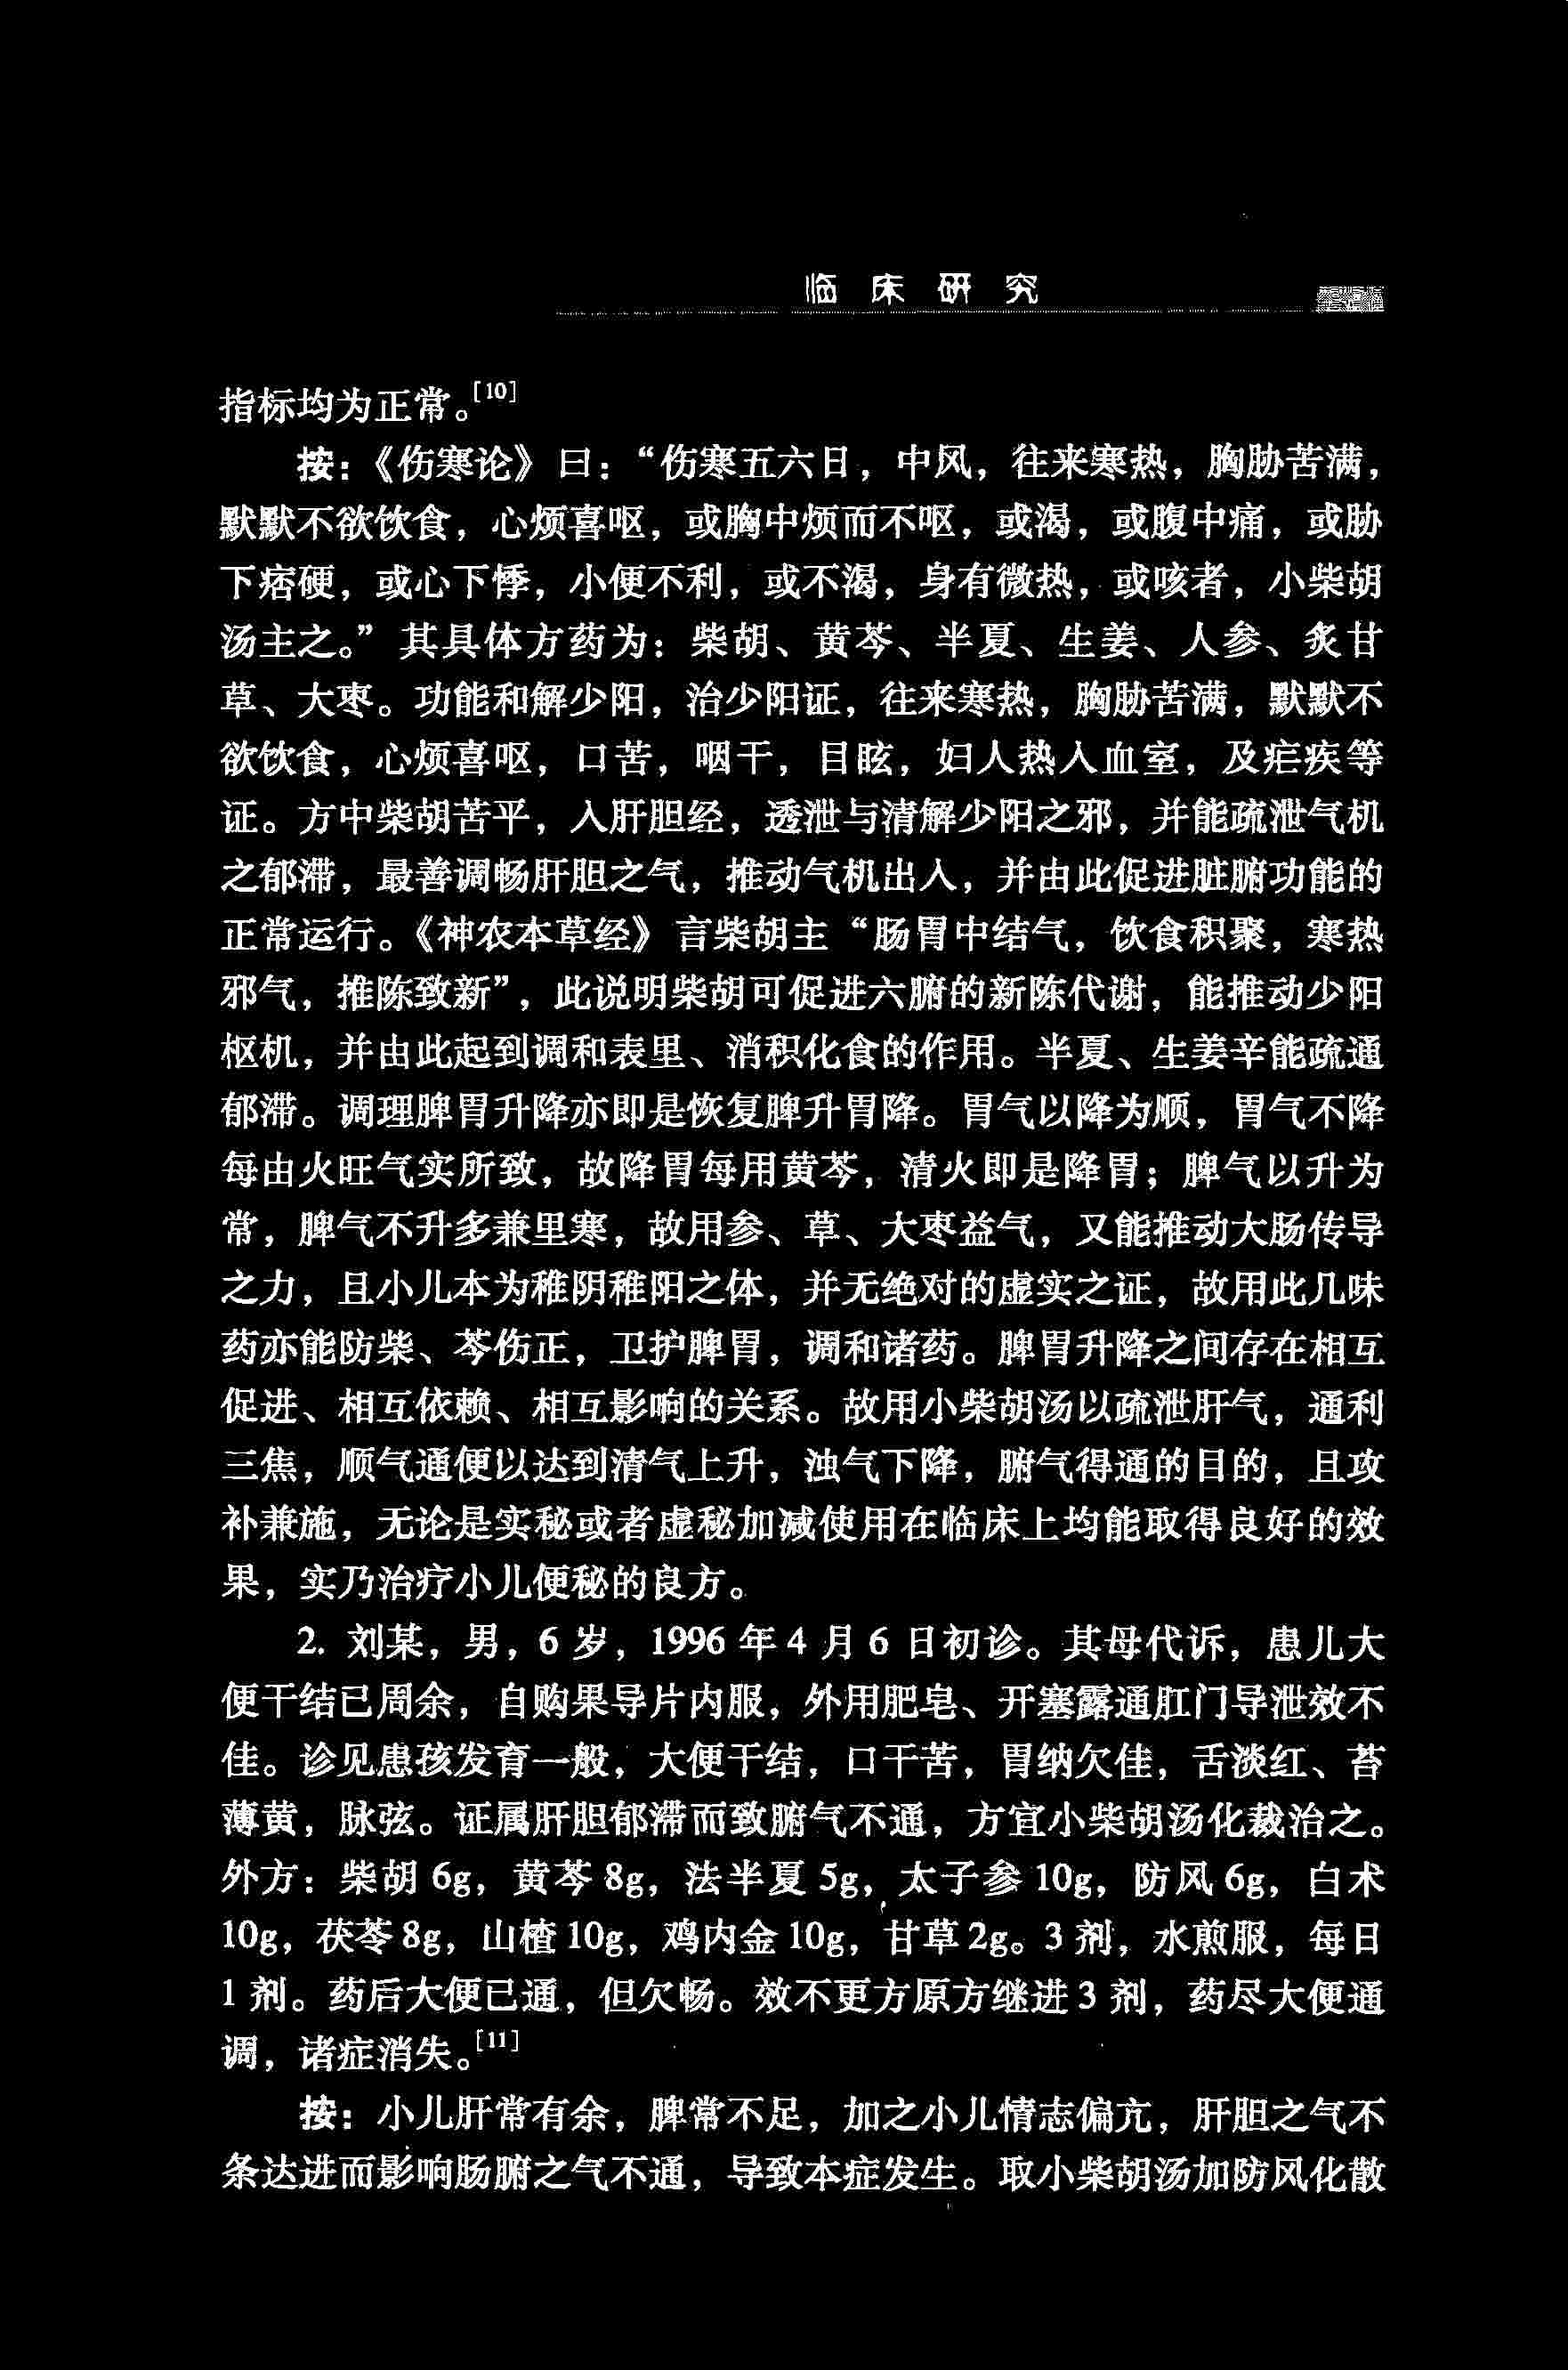 临床研究
指标均为正常。[10]
按：《伤寒论》曰：“伤寒五六日，中风，往来寒热，胸胁苦满，
默默不欲饮食，心烦喜呕，或胸中烦而不呕，或渴，或腹中痛，或胁
下痞硬，或心下悸，小便不利，或不渴，身有微热，或咳者，小柴胡
汤主之。”其具体方药为：柴胡、黄芩、半夏、生姜、人参、炙甘
草、大枣。功能和解少阳，治少阳证，往来寒热，胸胁苦满，默默不
欲饮食，心烦喜呕，口苦，咽干，目眩，妇人热入血室，及疟疾等
证。方中柴胡苦平，入肝胆经，透泄与清解少阳之邪，并能疏泄气机
之郁滞，最善调畅肝胆之气，推动气机出入，并由此促进脏腑功能的
正常运行。《神农本草经》言柴胡主“肠胃中结气，饮食积聚，寒热
邪气，推陈致新”，此说明柴胡可促进六腑的新陈代谢，能推动少阳
枢机，并由此起到调和表里、消积化食的作用。半夏、生姜辛能疏通
郁滞。调理脾胃升降亦即是恢复脾升胃降。胃气以降为顺，胃气不降
每由火旺气实所致，故降胃每用黄芩，清火即是降胃；脾气以升为
常，脾气不升多兼里寒，故用参、草、大枣益气，又能推动大肠传导
之力，且小儿本为稚阴稚阳之体，并无绝对的虚实之证，故用此几味
药亦能防柴、芩伤正，卫护脾胃，调和诸药。脾胃升降之间存在相互
促进、相互依赖、相互影响的关系。故用小柴胡汤以疏泄肝气，通利
三焦，顺气通便以达到清气上升，浊气下降，腑气得通的目的，且攻
补兼施，无论是实秘或者虚秘加减使用在临床上均能取得良好的效
果，实乃治疗小儿便秘的良方。
2. 刘某，男，6 岁，1996 年 4 月 6 日初诊。其母代诉，患儿大
便干结已周余，自购果导片内服，外用肥皂、开塞露通肛门导泄效不
佳。诊见患孩发育一般，大便干结，口干苦，胃纳欠佳，舌淡红、苔
薄黄，脉弦。证属肝胆郁滞而致腑气不通，方宜小柴胡汤化裁治之。
外方：柴胡 6g，黄芩 8g，法半夏 5g，太子参 10g，防风 6g，白术
10g，茯苓 8g，山楂 10g，鸡内金 10g，甘草 2g。3 剂，水煎服，每日
1 剂。药后大便已通，但欠畅。效不更方原方继进 3 剂，药尽大便通
调，诸症消失。[11]
按：小儿肝常有余，脾常不足，加之小儿情志偏亢，肝胆之气不
条达进而影响肠腑之气不通，导致本症发生。取小柴胡汤加防风化散